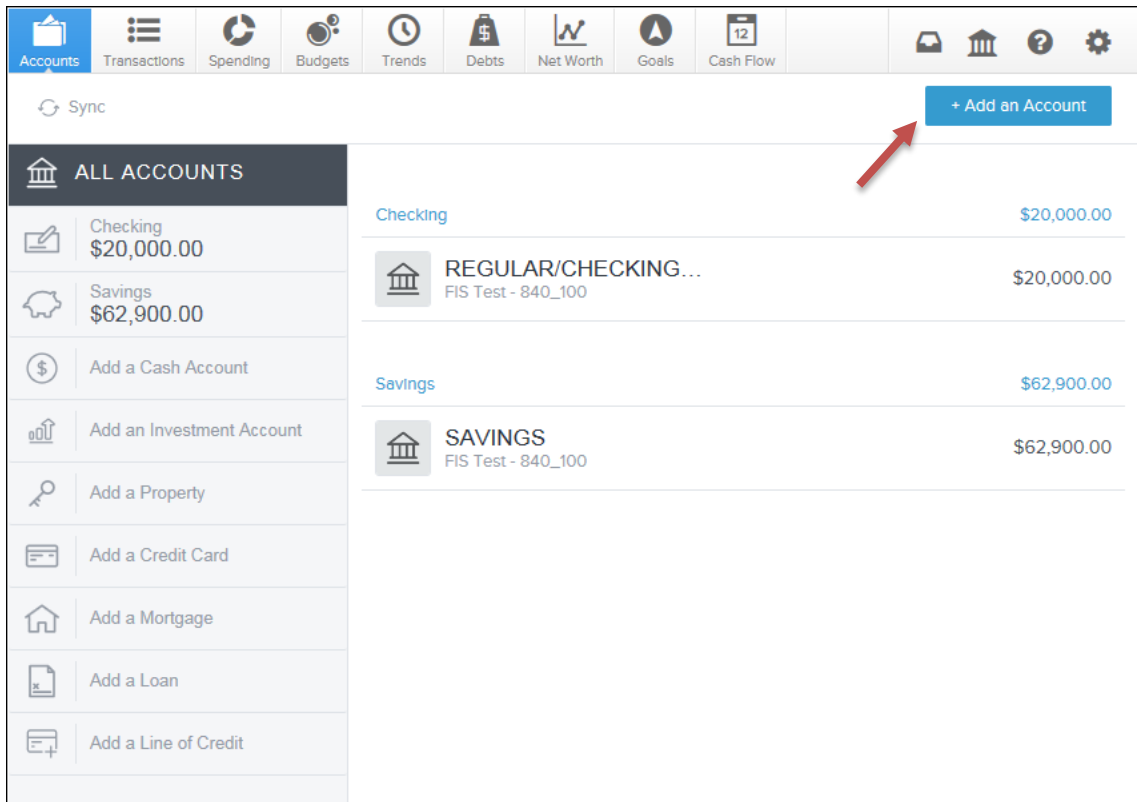 Accounts
Transactions
Spending
Budgets
Trends
$
Debts
Net Worth
Goals
12
Cash Flow
?
Sync
+ Add an Account
ALL ACCOUNTS
Checking
$20,000.00
Savings
$62,900.00
$
Add a Cash Account
Add an Investment Account
Add a Property
Add a Credit Card
Add a Mortgage
x
Add a Loan
Add a Line of Credit
Checking $20,000.00
REGULAR/CHECKING... $20,000.00
FIS Test - 840_100
Savings $62,900.00
SAVINGS $62,900.00
FIS Test - 840_100